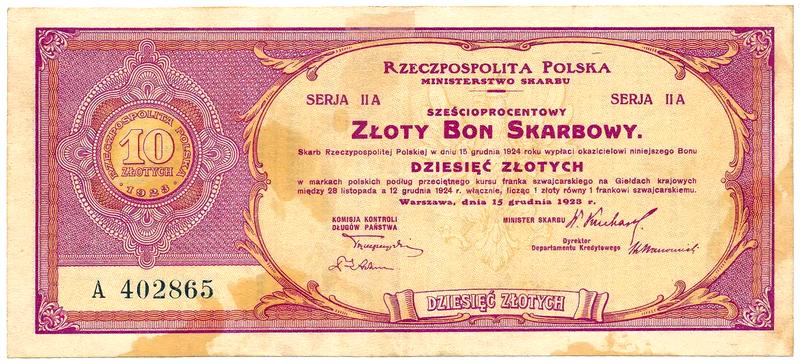 RZECZPOSPOLITA POLSKA
MINISTERSTWO SKARBU
SERJA II A SERJA II A
SZEŚCIOPROCENTOWY
ZŁOTY BON SKARBOWY.
Skarb Rzeczypospolitej Polskiej w dniu 15 grudnia 1924 roku wypłaci okazicielowi niniejszego Bonu
DZIESIĘĆ ZŁOTYCH
w markach polskich podług przeciętnego kursu franka szwajcarskiego na Giełdach krajowych
między 28 listopada a 12 grudnia 1924 r. włącznie, licząc 1 złoty równy 1 frankowi szwajcarskiemu.
Warszawa, dnia 15 grudnia 1923 r.
KOMISJA KONTROLI
DŁUGÓW PAŃSTWA
MINISTER SKARBU
Dyrektor
Departamentu Kredytowego
RZECZPOSPOLITA POLSKA
10
ZŁOTYCH
· 1923 ·
A 402865
DZIESIĘĆ ZŁOTYCH